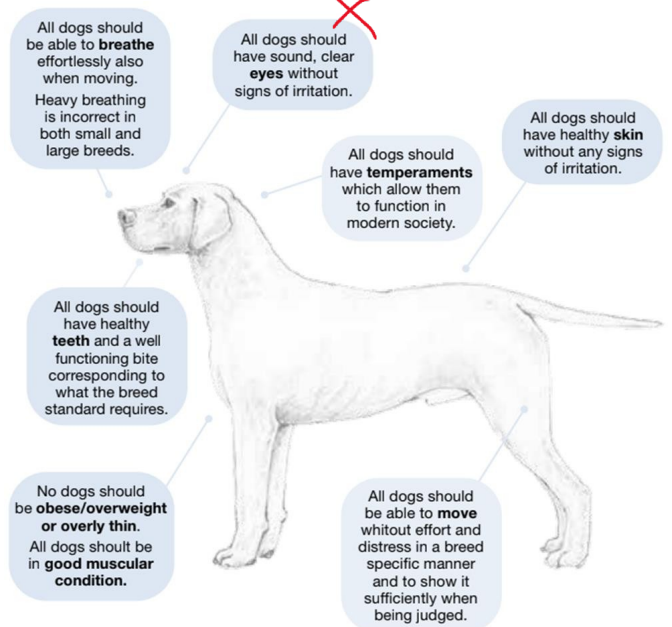 All dogs should
be able to breathe
effortlessly also
when moving.
Heavy breathing
is incorrect in
both small and
large breeds.
All dogs should
have sound, clear
eyes without
signs of irritation.
All dogs should
have temperaments
which allow them
to function in
modern society.
All dogs should
have healthy skin
without any signs
of irritation.
All dogs should
have healthy
teeth and a well
functioning bite
corresponding to
what the breed
standard requires.
No dogs should
be obese/overweight
or overly thin.
All dogs shoult be
in good muscular
condition.
All dogs should
be able to move
whitout effort and
distress in a breed
specific manner
and to show it
sufficiently when
being judged.